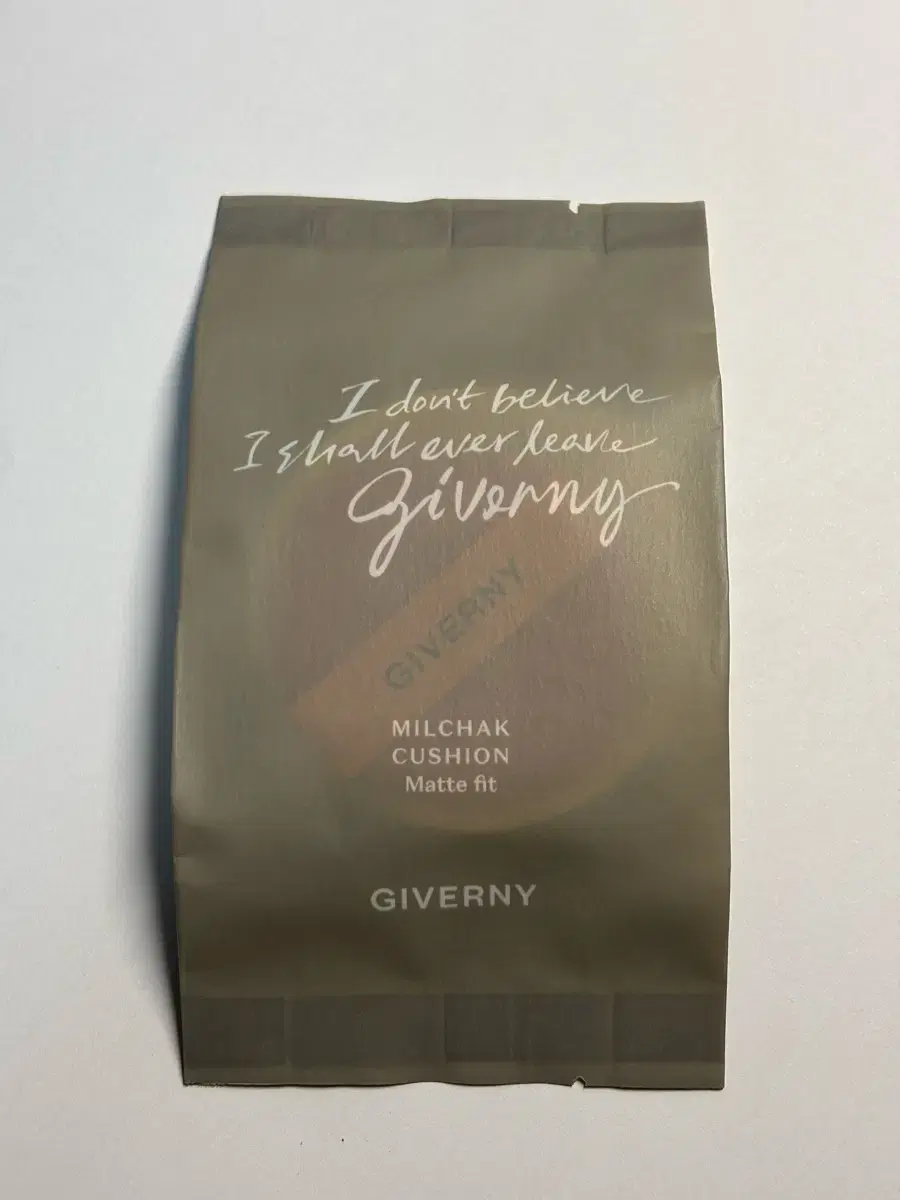 I don't believe
I shall ever leave
Giverny
GIVERNY
MILCHAK
CUSHION
Matte fit
GIVERNY